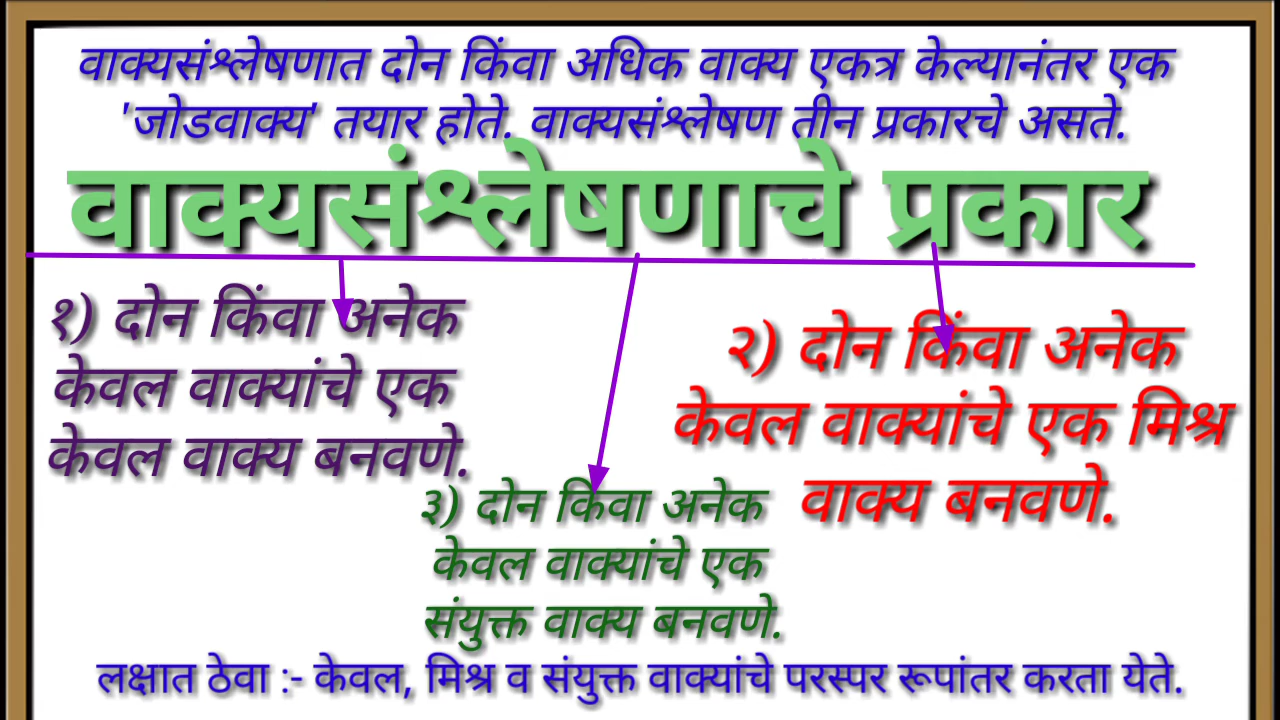 वाक्यसंश्लेषणात दोन किंवा अधिक वाक्य एकत्र केल्यानंतर एक
'जोडवाक्य' तयार होते. वाक्यसंश्लेषण तीन प्रकारचे असते.
वाक्यसंश्लेषणाचे प्रकार
१) दोन किंवा अनेक
केवल वाक्यांचे एक
केवल वाक्य बनवणे.
२) दोन किंवा अनेक
केवल वाक्यांचे एक मिश्र
वाक्य बनवणे.
३) दोन किंवा अनेक
केवल वाक्यांचे एक
संयुक्त वाक्य बनवणे.
लक्षात ठेवा :- केवल, मिश्र व संयुक्त वाक्यांचे परस्पर रूपांतर करता येते.